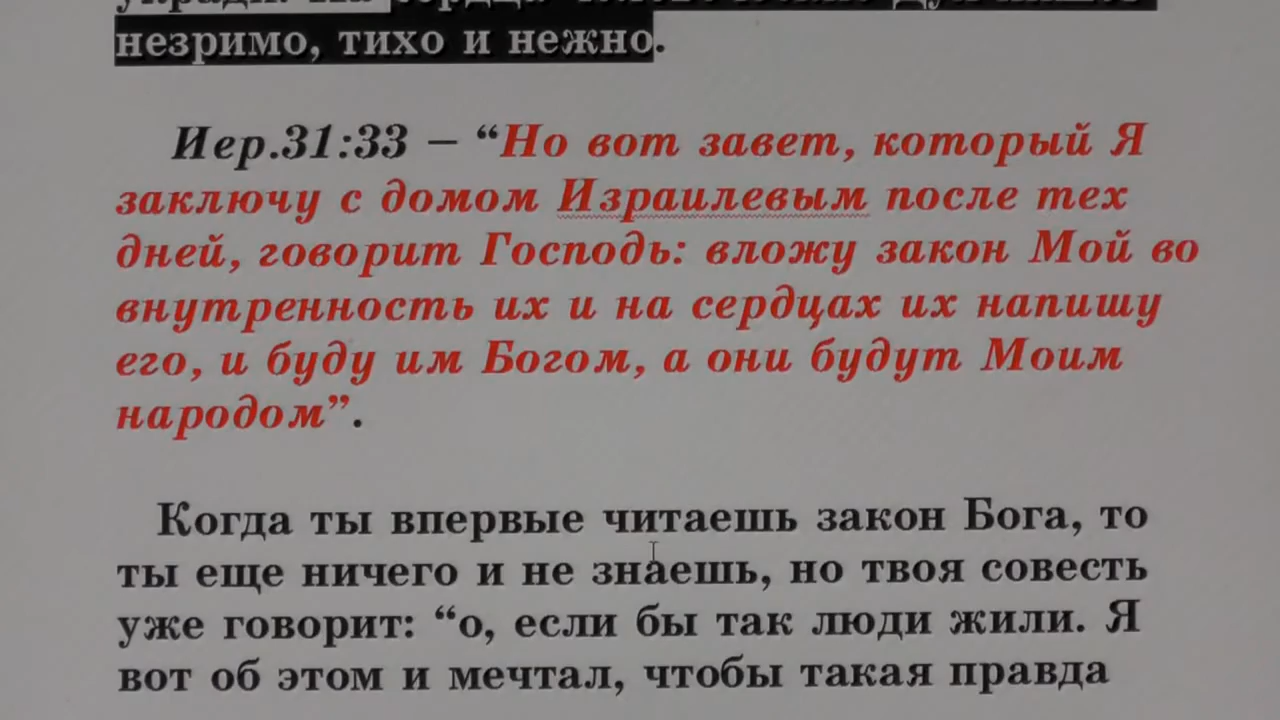 незримо, тихо и нежно.
Иер.31:33 – “Но вот завет, который Я
заключу с домом Израилевым после тех
дней, говорит Господь: вложу закон Мой во
внутренность их и на сердцах их напишу
его, и буду им Богом, а они будут Моим
народом”.
Когда ты впервые читаешь закон Бога, то
ты еще ничего и не знаешь, но твоя совесть
уже говорит: “о, если бы так люди жили. Я
вот об этом и мечтал, чтобы такая правда